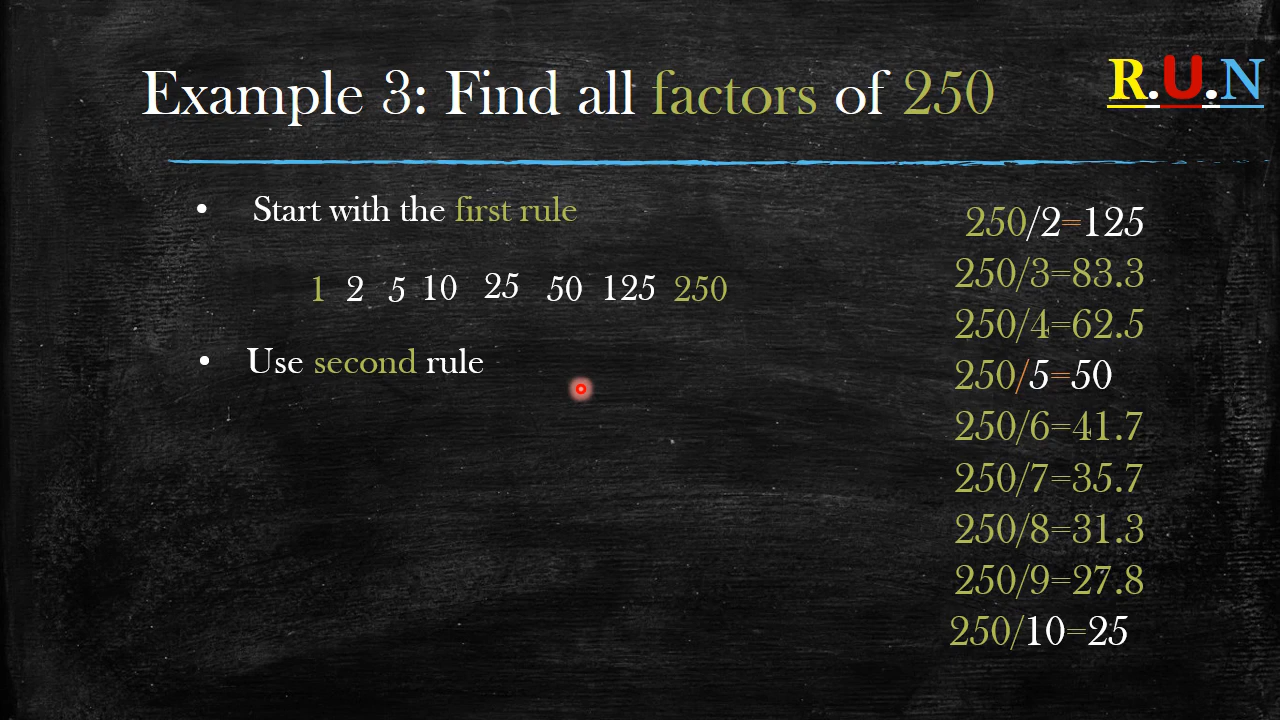 Example 3: Find all factors of 250
R.U.N
• Start with the first rule
1 2 5 10 25 50 125 250
• Use second rule
250/2=125
250/3=83.3
250/4=62.5
250/5=50
250/6=41.7
250/7=35.7
250/8=31.3
250/9=27.8
250/10=25